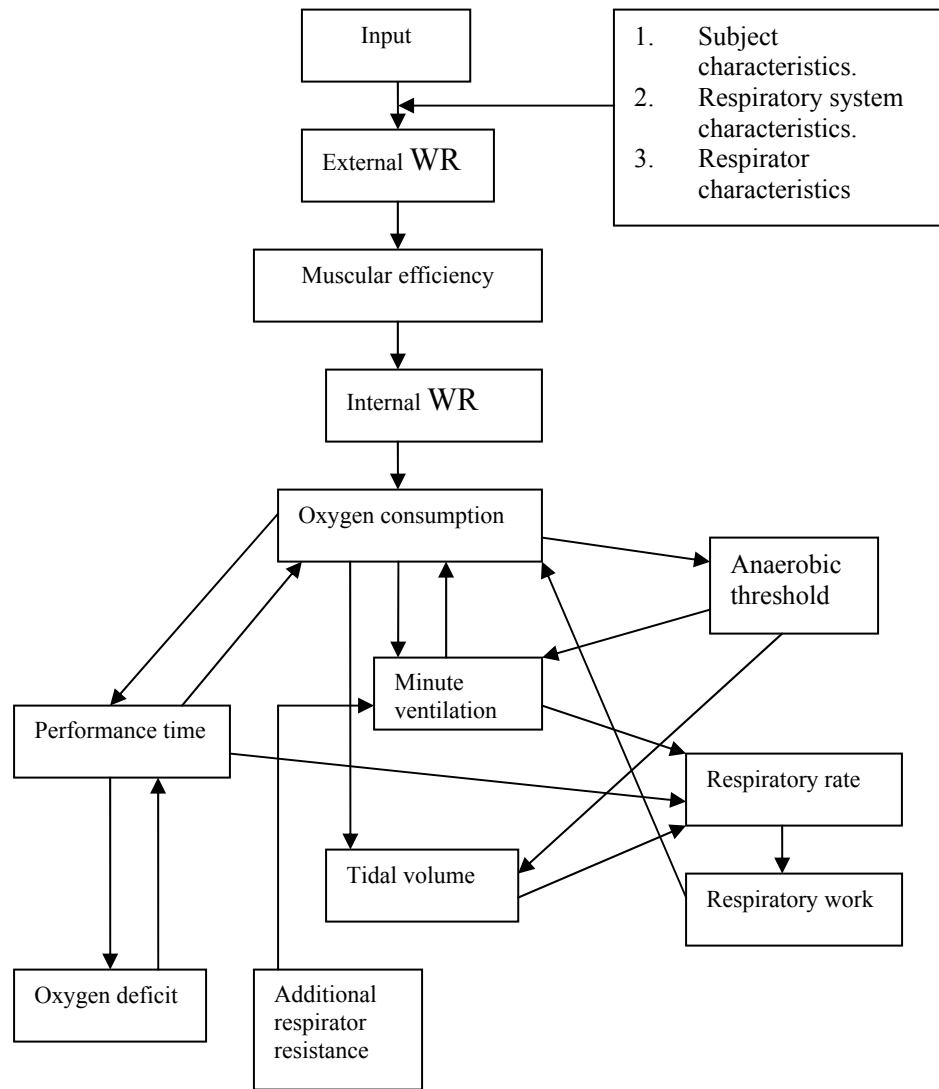 Input
1. Subject
characteristics.
2. Respiratory system
characteristics.
3. Respirator
characteristics
External WR
Muscular efficiency
Internal WR
Oxygen consumption
Anaerobic
threshold
Minute
ventilation
Performance time
Respiratory rate
Tidal volume
Respiratory work
Oxygen deficit
Additional
respirator
resistance